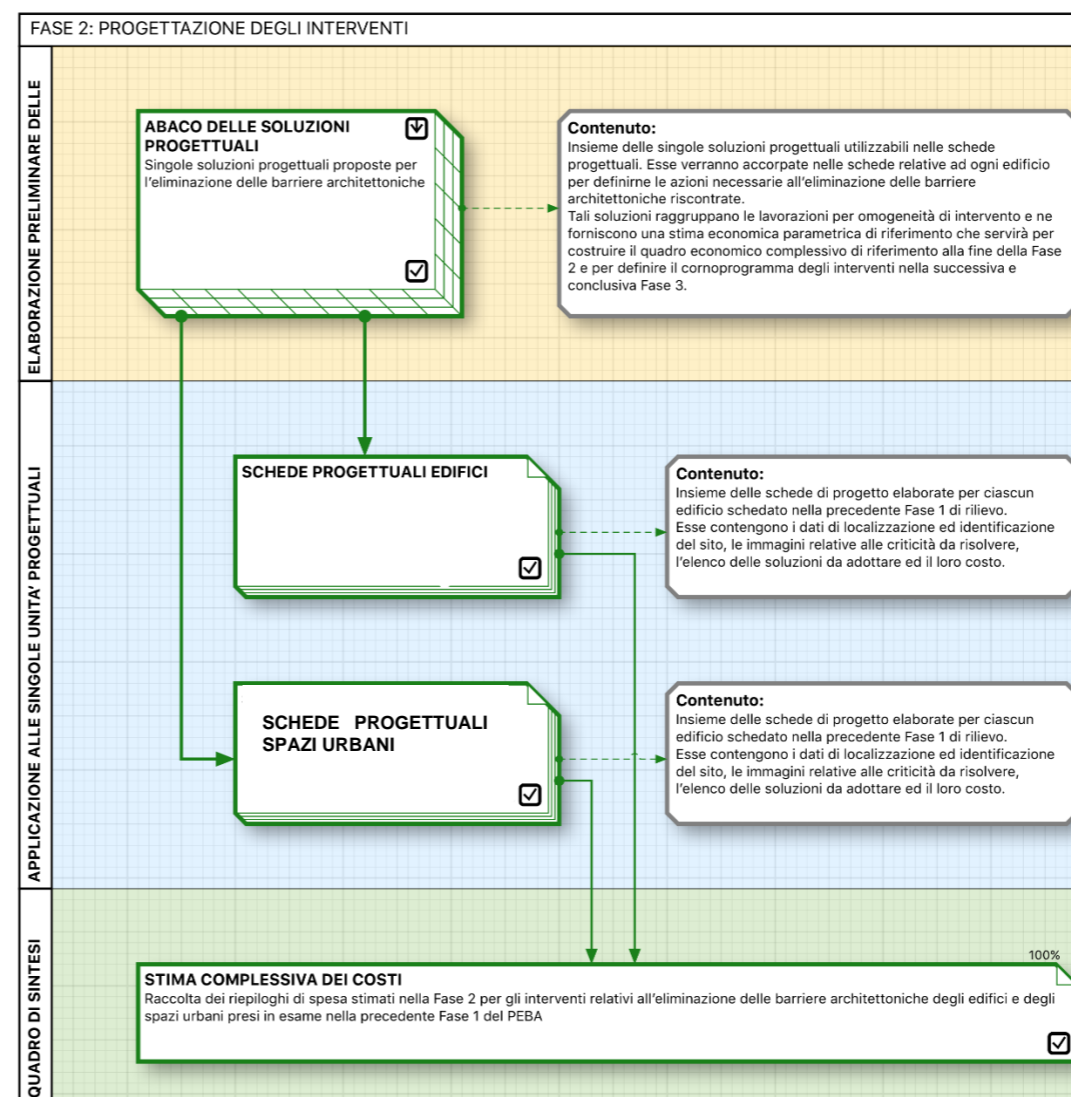 FASE 2: PROGETTAZIONE DEGLI INTERVENTI
ELABORAZIONE PRELIMINARE DELLE
ABACO DELLE SOLUZIONI
PROGETTUALI
Singole soluzioni progettuali proposte per
l'eliminazione delle barriere architettoniche
Contenuto:
Insieme delle singole soluzioni progettuali utilizzabili nelle schede
progettuali. Esse verranno accorpate nelle schede relative ad ogni edificio
per definirne le azioni necessarie all'eliminazione delle barriere
architettoniche riscontrate.
Tali soluzioni raggruppano le lavorazioni per omogeneità di intervento e ne
forniscono una stima economica parametrica di riferimento che servirà per
costruire il quadro economico complessivo di riferimento alla fine della Fase
2 e per definire il cornoprogramma degli interventi nella successiva e
conclusiva Fase 3.
APPLICAZIONE ALLE SINGOLE UNITA' PROGETTUALI
SCHEDE PROGETTUALI EDIFICI
Contenuto:
Insieme delle schede di progetto elaborate per ciascun
edificio schedato nella precedente Fase 1 di rilievo.
Esse contengono i dati di localizzazione ed identificazione
del sito, le immagini relative alle criticità da risolvere,
l'elenco delle soluzioni da adottare ed il loro costo.
SCHEDE PROGETTUALI
SPAZI URBANI
Contenuto:
Insieme delle schede di progetto elaborate per ciascun
edificio schedato nella precedente Fase 1 di rilievo.
Esse contengono i dati di localizzazione ed identificazione
del sito, le immagini relative alle criticità da risolvere,
l'elenco delle soluzioni da adottare ed il loro costo.
QUADRO DI SINTESI
100%
STIMA COMPLESSIVA DEI COSTI
Raccolta dei riepiloghi di spesa stimati nella Fase 2 per gli interventi relativi all'eliminazione delle barriere architettoniche degli edifici e degli
spazi urbani presi in esame nella precedente Fase 1 del PEBA